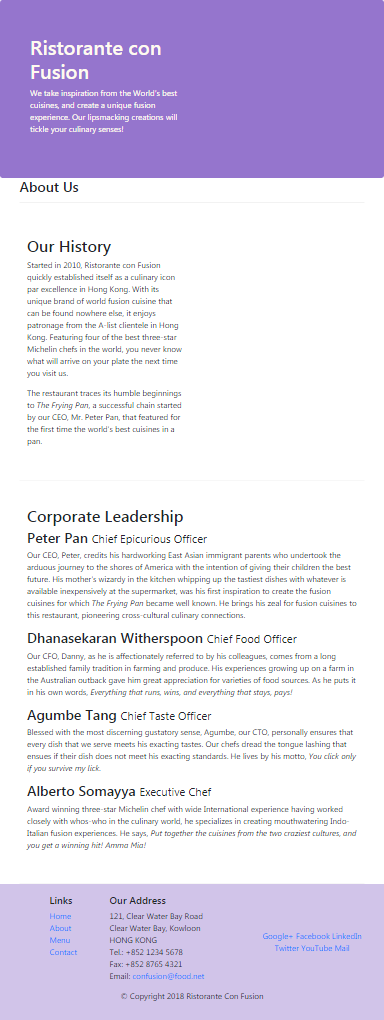 Ristorante con
Fusion
We take inspiration from the World's best
cuisines, and create a unique fusion
experience. Our lipsmacking creations will
tickle your culinary senses!
About Us
Our History
Started in 2010, Ristorante con Fusion
quickly established itself as a culinary icon
par excellence in Hong Kong. With its
unique brand of world fusion cuisine that
can be found nowhere else, it enjoys
patronage from the A-list clientele in Hong
Kong. Featuring four of the best three-star
Michelin chefs in the world, you never know
what will arrive on your plate the next time
you visit us.
The restaurant traces its humble beginnings
to The Frying Pan, a successful chain started
by our CEO, Mr. Peter Pan, that featured for
the first time the world's best cuisines in a
pan.
Corporate Leadership
Peter Pan Chief Epicurious Officer
Our CEO, Peter, credits his hardworking East Asian immigrant parents who undertook the
arduous journey to the shores of America with the intention of giving their children the best
future. His mother's wizardy in the kitchen whipping up the tastiest dishes with whatever is
available inexpensively at the supermarket, was his first inspiration to create the fusion
cuisines for which The Frying Pan became well known. He brings his zeal for fusion cuisines to
this restaurant, pioneering cross-cultural culinary connections.
Dhanasekaran Witherspoon Chief Food Officer
Our CFO, Danny, as he is affectionately referred to by his colleagues, comes from a long
established family tradition in farming and produce. His experiences growing up on a farm in
the Australian outback gave him great appreciation for varieties of food sources. As he puts it
in his own words, Everything that runs, wins, and everything that stays, pays!
Agumbe Tang Chief Taste Officer
Blessed with the most discerning gustatory sense, Agumbe, our CTO, personally ensures that
every dish that we serve meets his exacting tastes. Our chefs dread the tongue lashing that
ensues if their dish does not meet his exacting standards. He lives by his motto, You click only
if you survive my lick.
Alberto Somayya Executive Chef
Award winning three-star Michelin chef with wide International experience having worked
closely with whos-who in the culinary world, he specializes in creating mouthwatering Indo-
Italian fusion experiences. He says, Put together the cuisines from the two craziest cultures, and
you get a winning hit! Amma Mia!
Links
Home
About
Menu
Contact
Our Address
121, Clear Water Bay Road
Clear Water Bay, Kowloon
HONG KONG
Tel.: +852 1234 5678
Fax: +852 8765 4321
Email: confusion@food.net
Google+ Facebook LinkedIn
Twitter YouTube Mail
© Copyright 2018 Ristorante Con Fusion